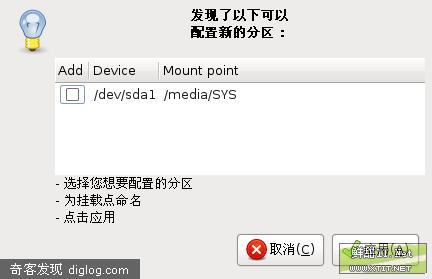 发现了以下可以
配置新的分区：
Add Device Mount point
/dev/sda1 /media/SYS
- 选择您想要配置的分区
- 为挂载点命名
- 点击应用
取消(C) 应用(A)
奇客发现 diglog.com
www.XTIT.NET